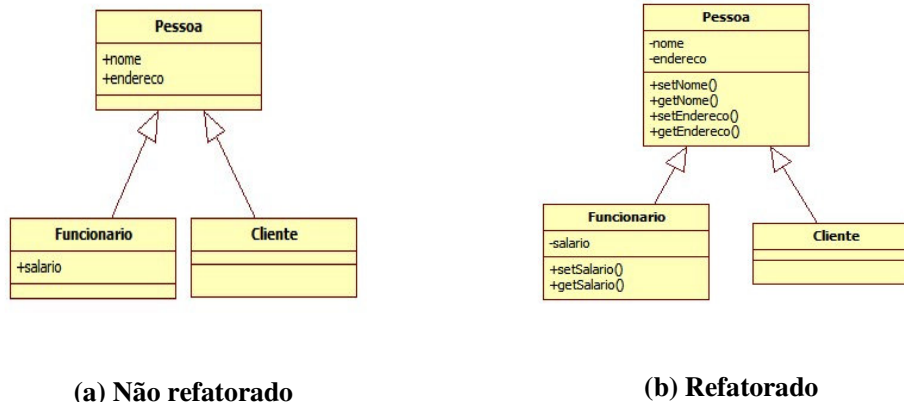 Pessoa
+nome
+endereco
Funcionario
+salario
Cliente
(a) Não refatorado
Pessoa
-nome
-endereco
+setNome()
+getNome()
+setEndereco()
+getEndereco()
Funcionario
-salario
+setSalario()
+getSalario()
Cliente
(b) Refatorado